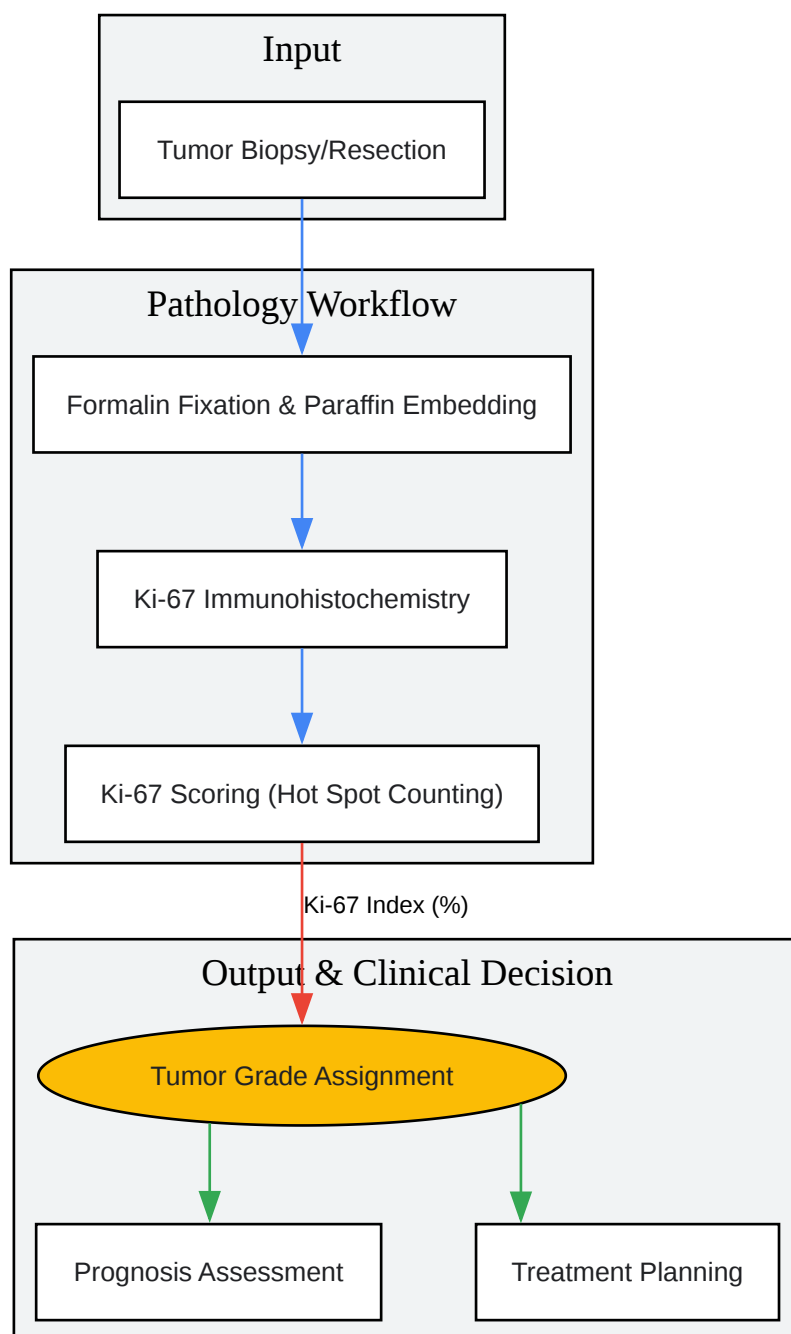 Input
Tumor Biopsy/Resection
Pathology Workflow
Formalin Fixation & Paraffin Embedding
Ki-67 Immunohistochemistry
Ki-67 Scoring (Hot Spot Counting)
Ki-67 Index (%)
Output & Clinical Decision
Tumor Grade Assignment
Prognosis Assessment
Treatment Planning